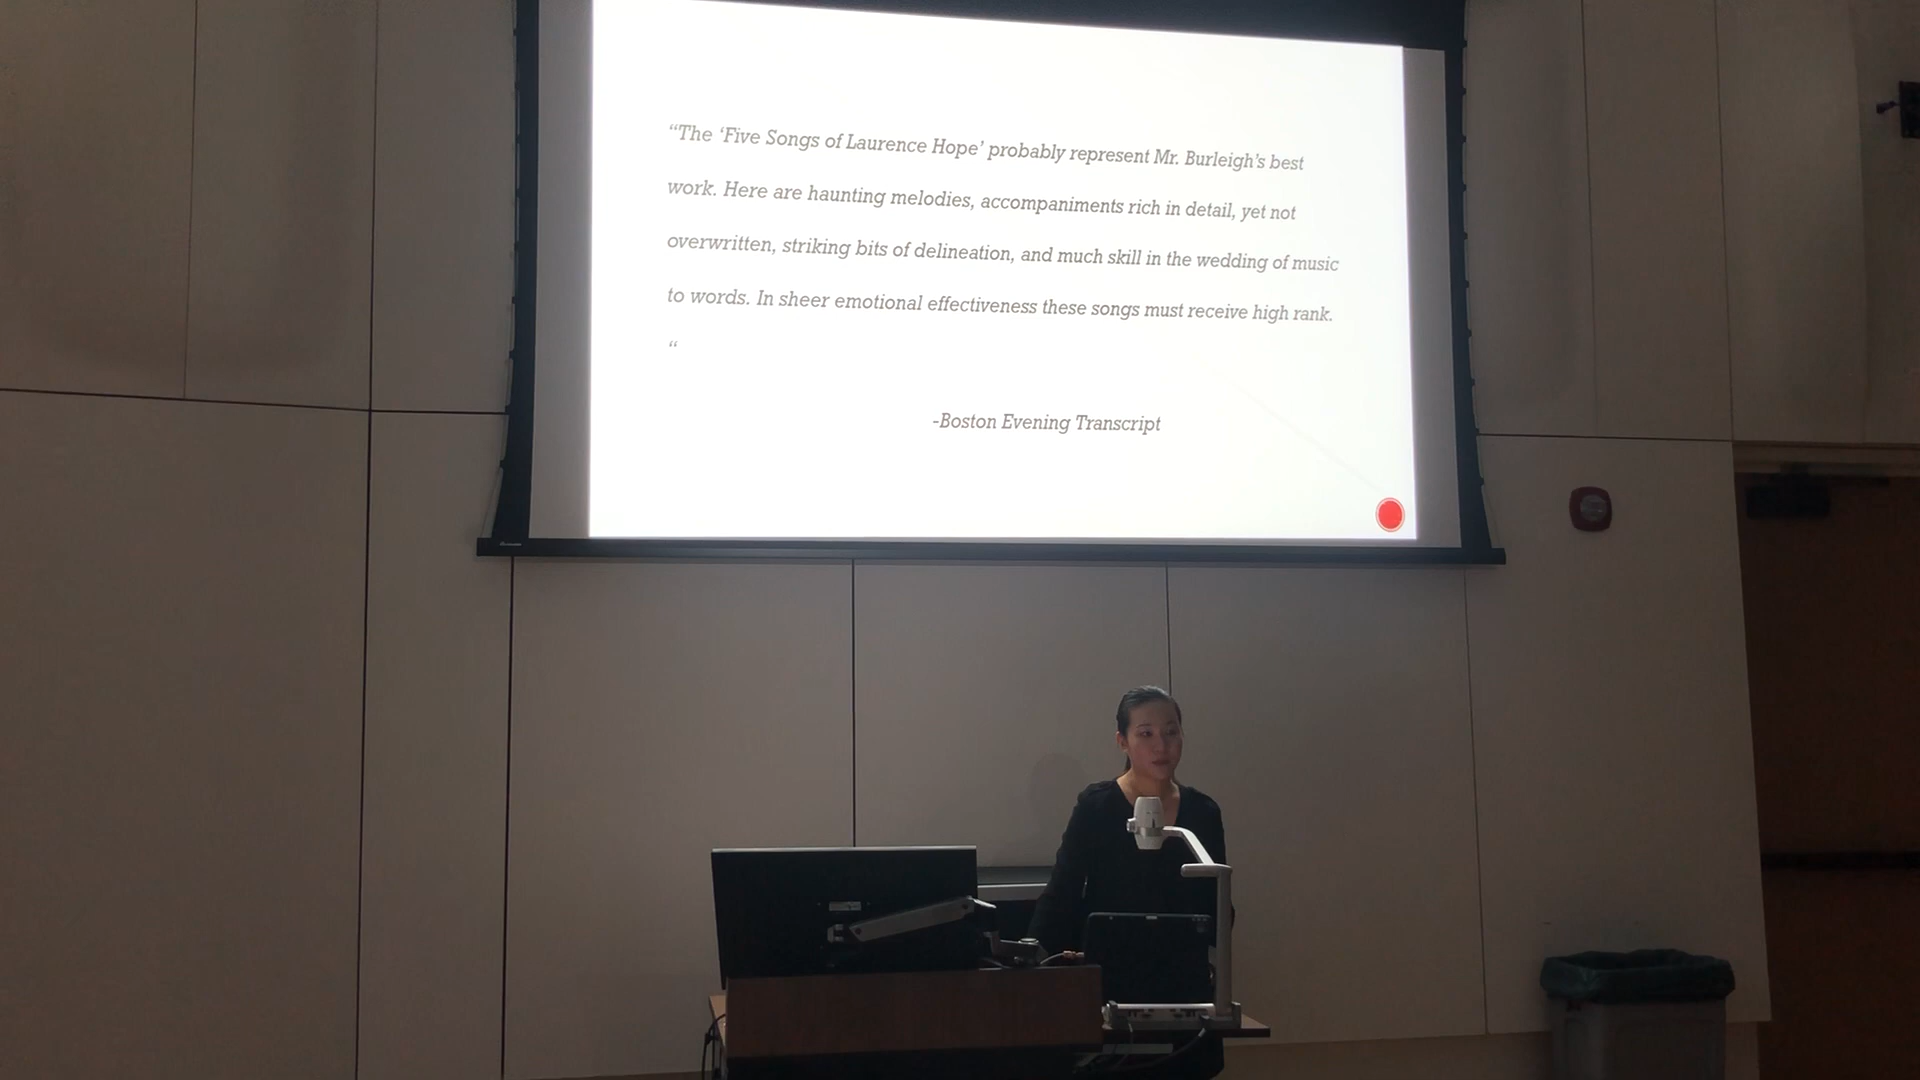 “The ‘Five Songs of Laurence Hope’ probably represent Mr. Burleigh’s best
work. Here are haunting melodies, accompaniments rich in detail, yet not
overwritten, striking bits of delineation, and much skill in the wedding of music
to words. In sheer emotional effectiveness these songs must receive high rank.
“
-Boston Evening Transcript